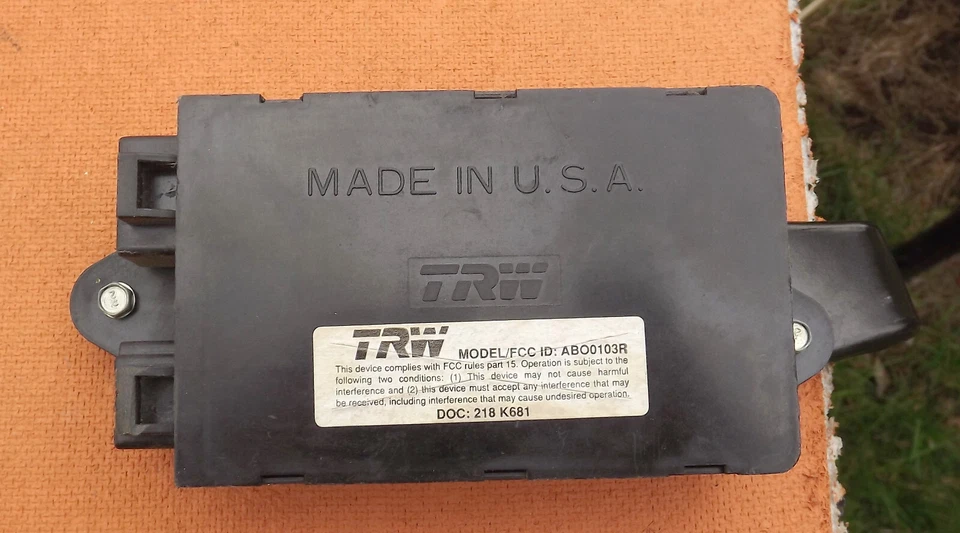 MADE IN U.S.A.
TRW
TRW MODEL/FCC ID: ABO0103R
This device complies with FCC rules part 15. Operation is subject to the
following two conditions: (1) This device may not cause harmful
interference and (2) this device must accept any interference that may
be received, including interference that may cause undesired operation.
DOC: 218 K681